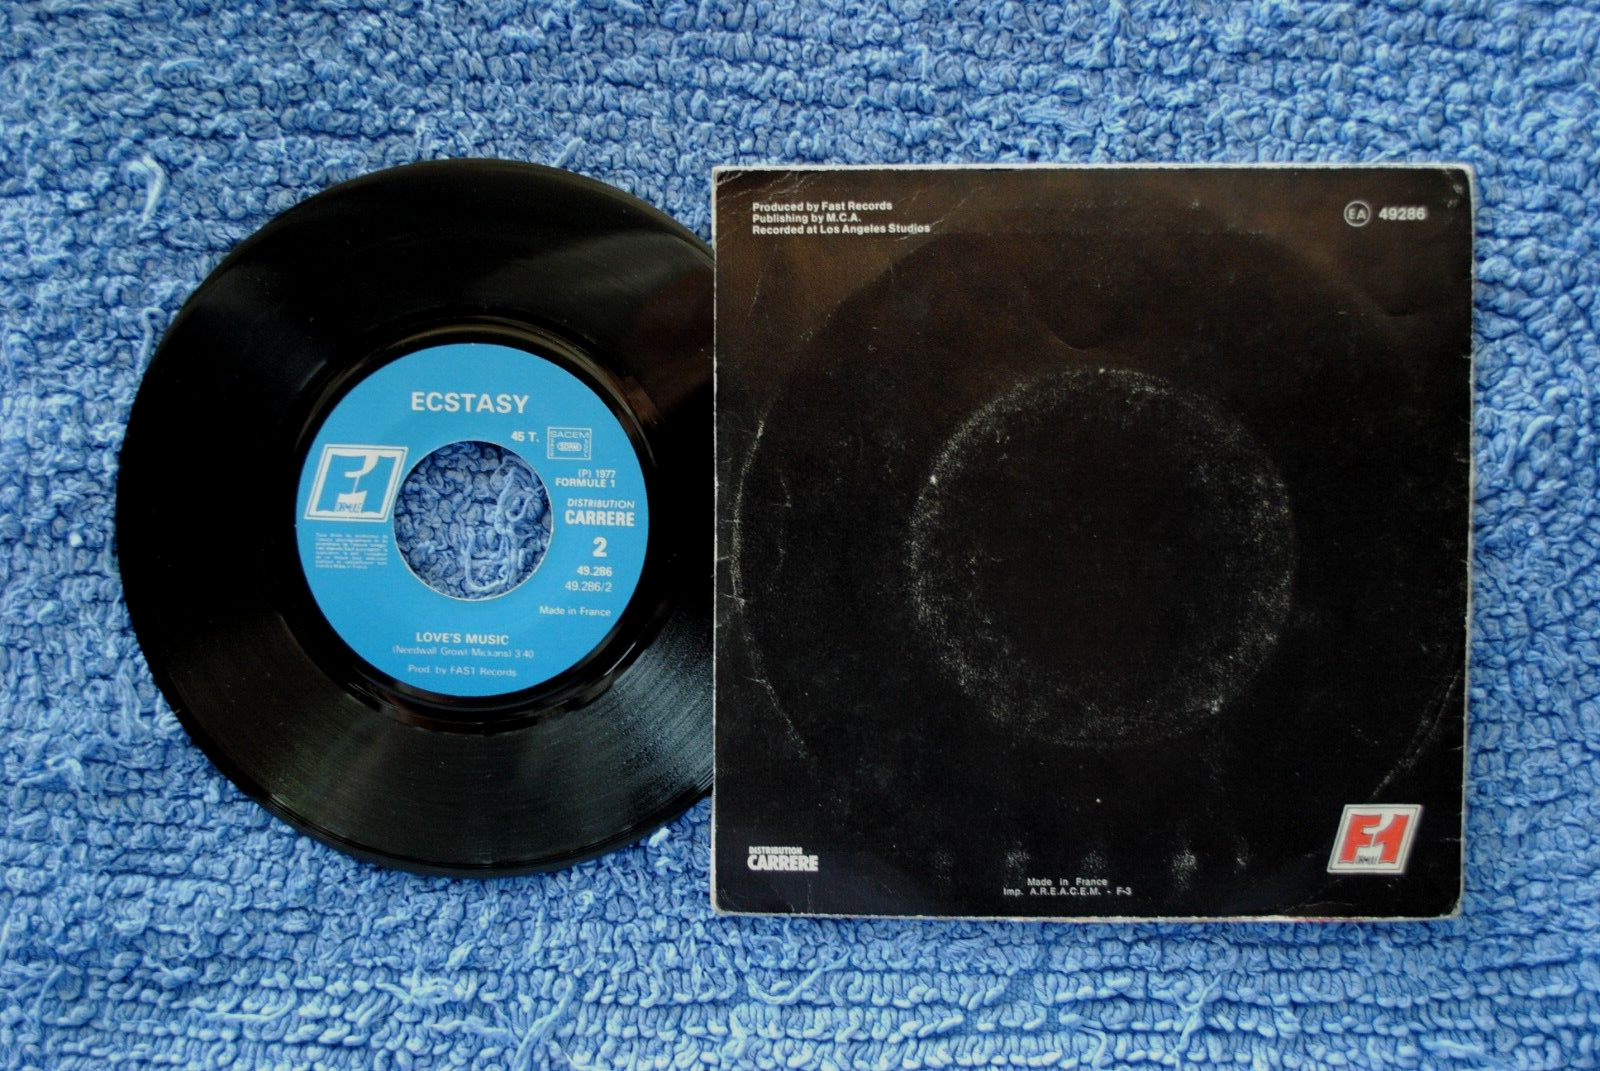 ECSTASY
45 T.
SACEM
(P) 1977
FORMULE 1
DISTRIBUTION
CARRERE
2
49.286
49.286/2
Made in France
F1
LOVE'S MUSIC
(Needwall Growl Mickans) 3'40
Prod. by FAST Records
Produced by Fast Records
Publishing by M.C.A.
Recorded at Los Angeles Studios
EA 49286
DISTRIBUTION
CARRERE
Made in France
Imp. A.R.E.A.C.E.M. - F-3
F1